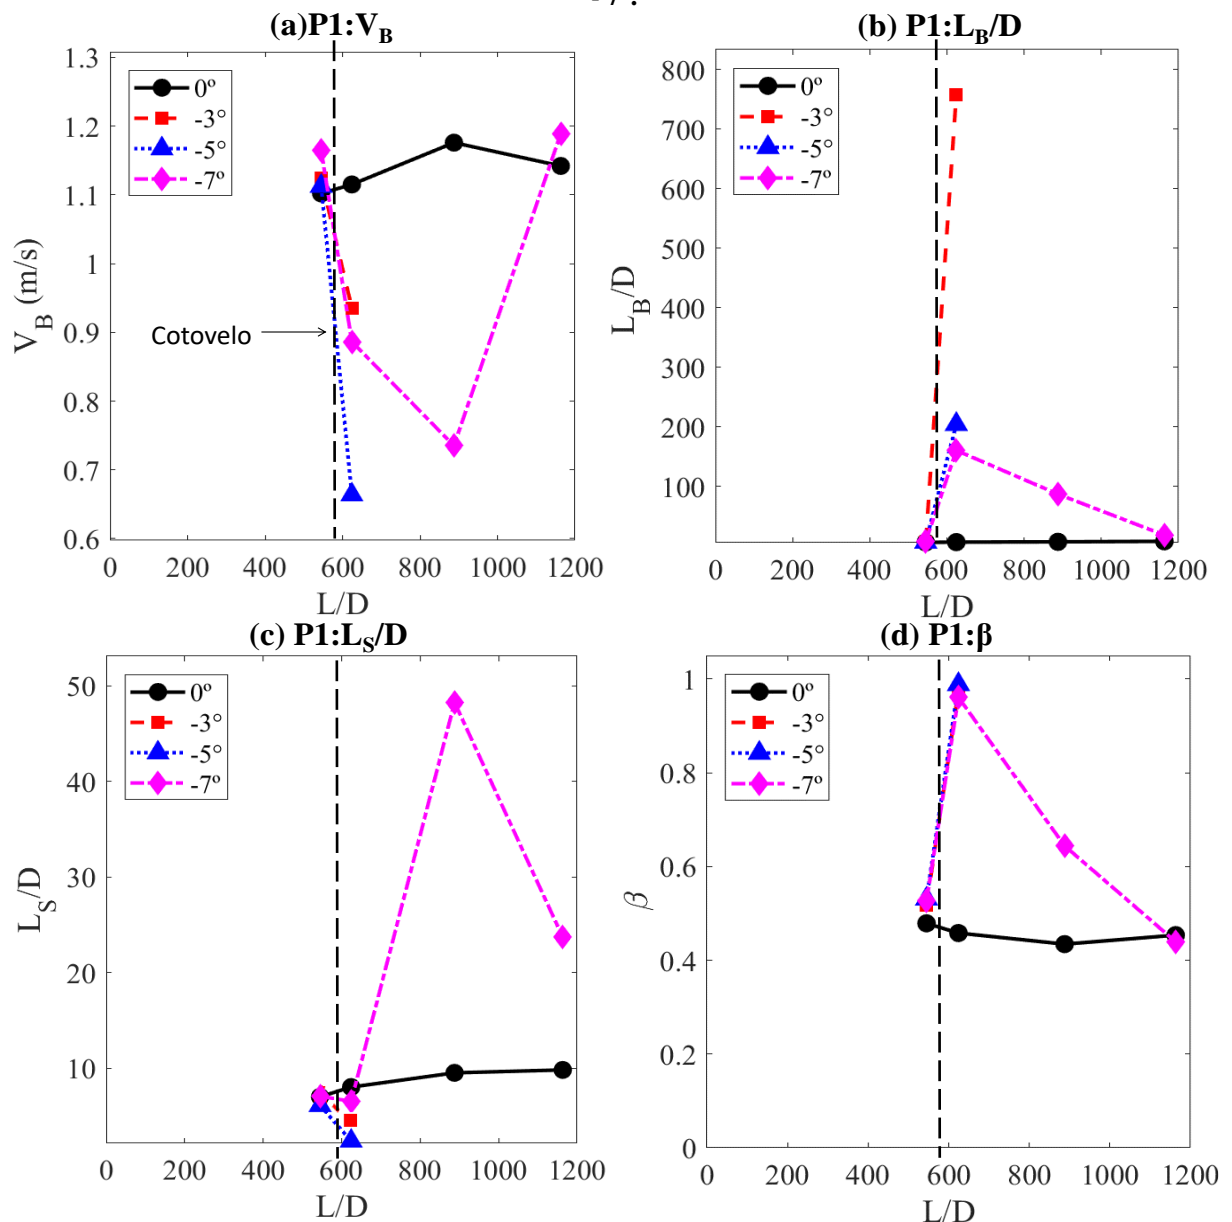 (a)P1:V_B
(b) P1:L_B/D
1.3
1.2
1.1
1
0.9
0.8
0.7
0.6
V_B (m/s)
0º
-3°
-5°
-7º
Cotovelo
0 200 400 600 800 1000 1200
L/D
800
700
600
500
400
300
200
100
L_B/D
0º
-3°
-5°
-7º
0 200 400 600 800 1000 1200
L/D
(c) P1:L_S/D
(d) P1:β
50
40
30
20
10
L_S/D
0º
-3°
-5°
-7º
0 200 400 600 800 1000 1200
L/D
1
0.8
0.6
0.4
0.2
0
β
0º
-3°
-5°
-7º
0 200 400 600 800 1000 1200
L/D